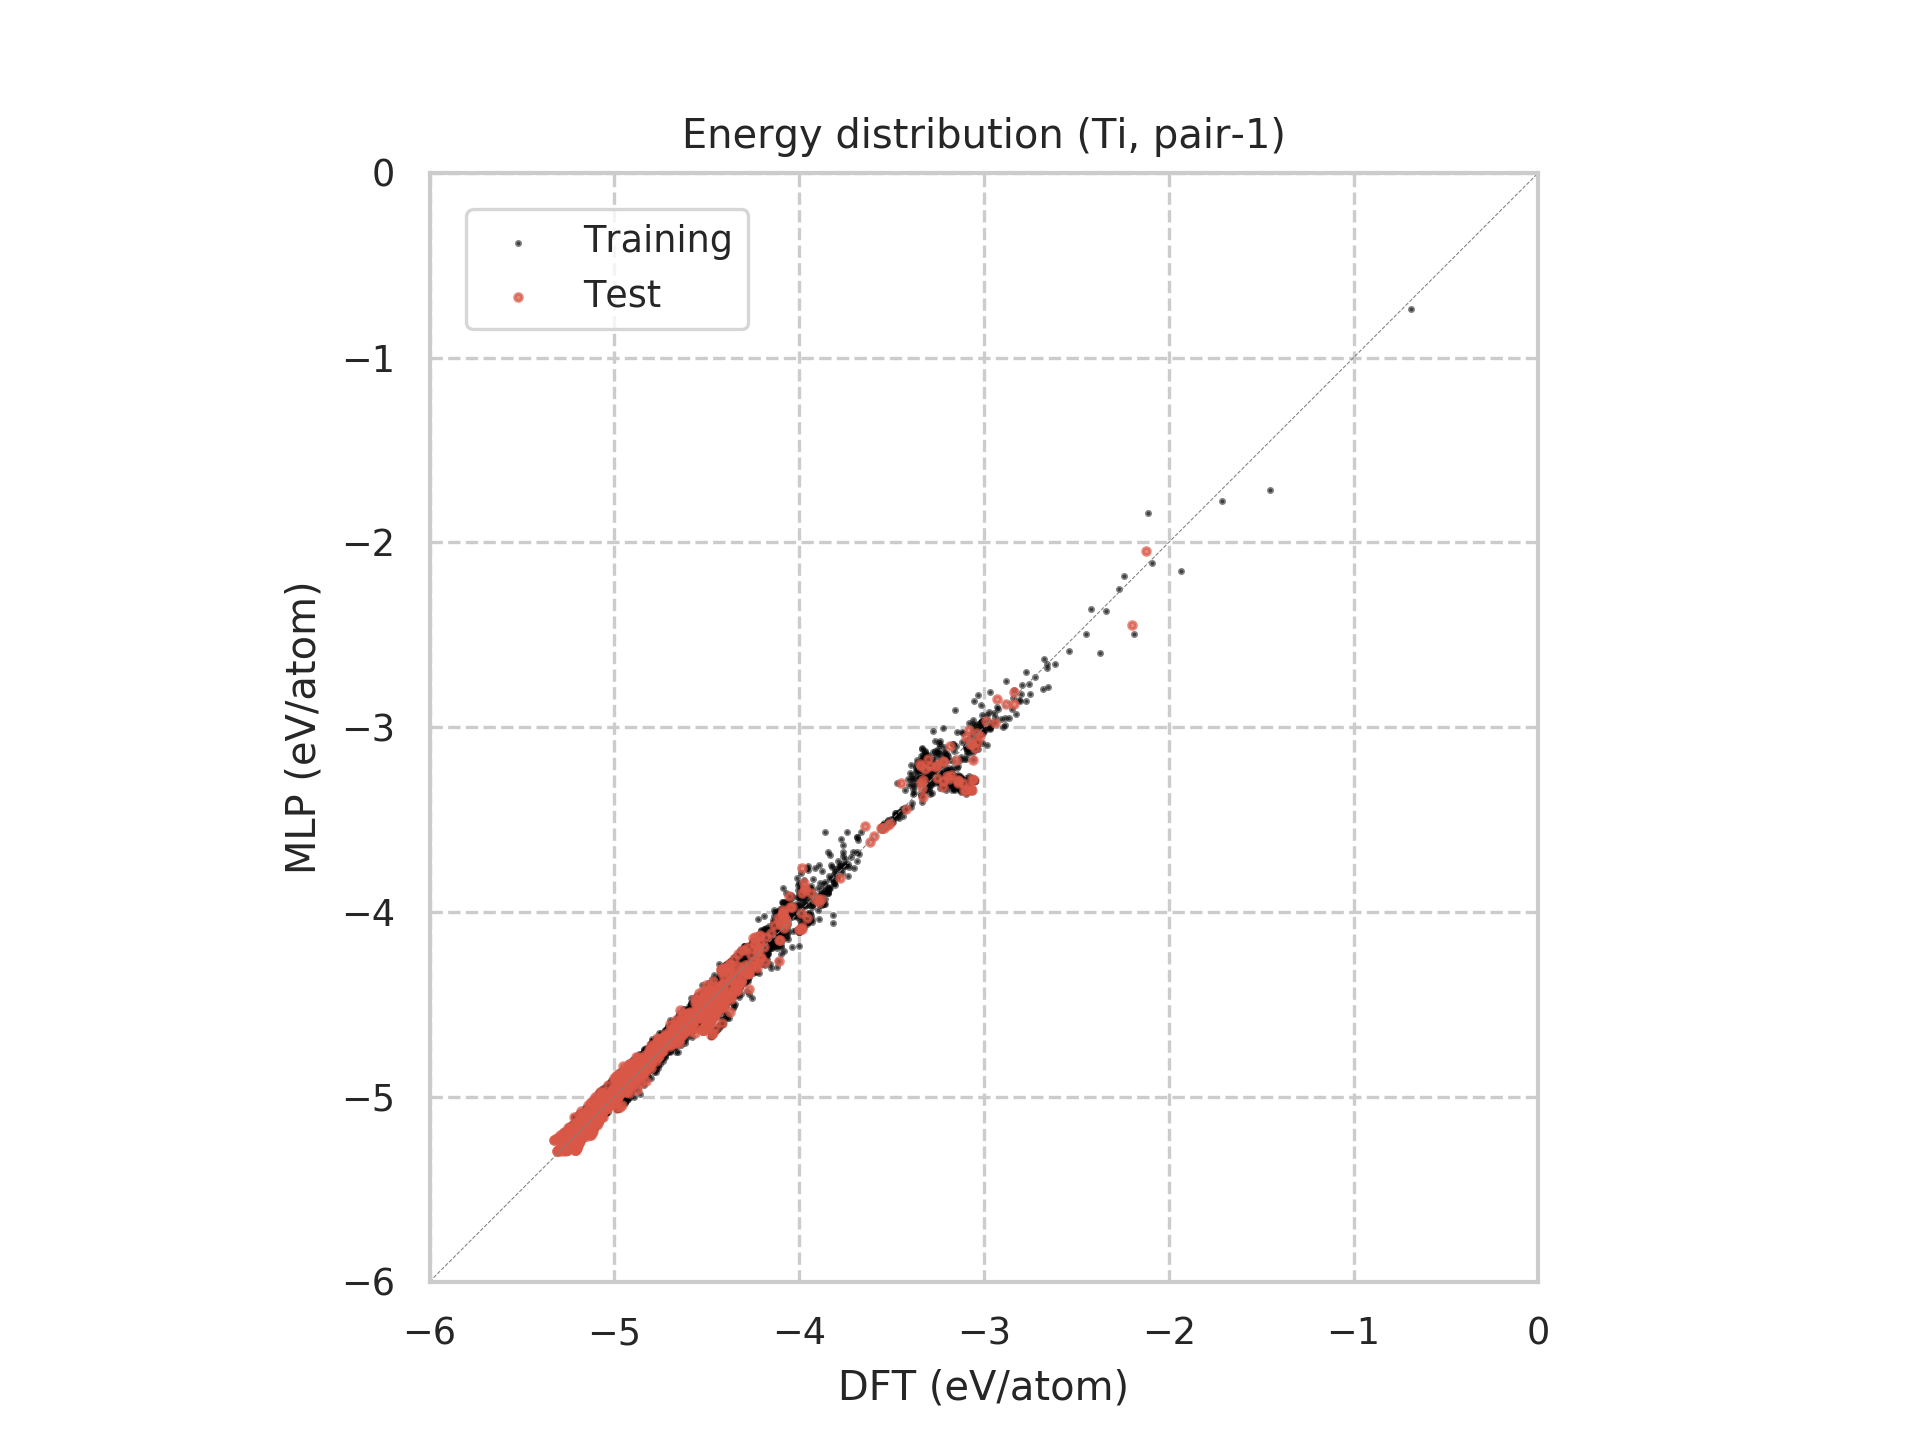 Energy distribution (Ti, pair-1)
0
−1
−2
−3
−4
−5
−6
MLP (eV/atom)
Training
Test
−6
−5
−4
−3
−2
−1
0
DFT (eV/atom)